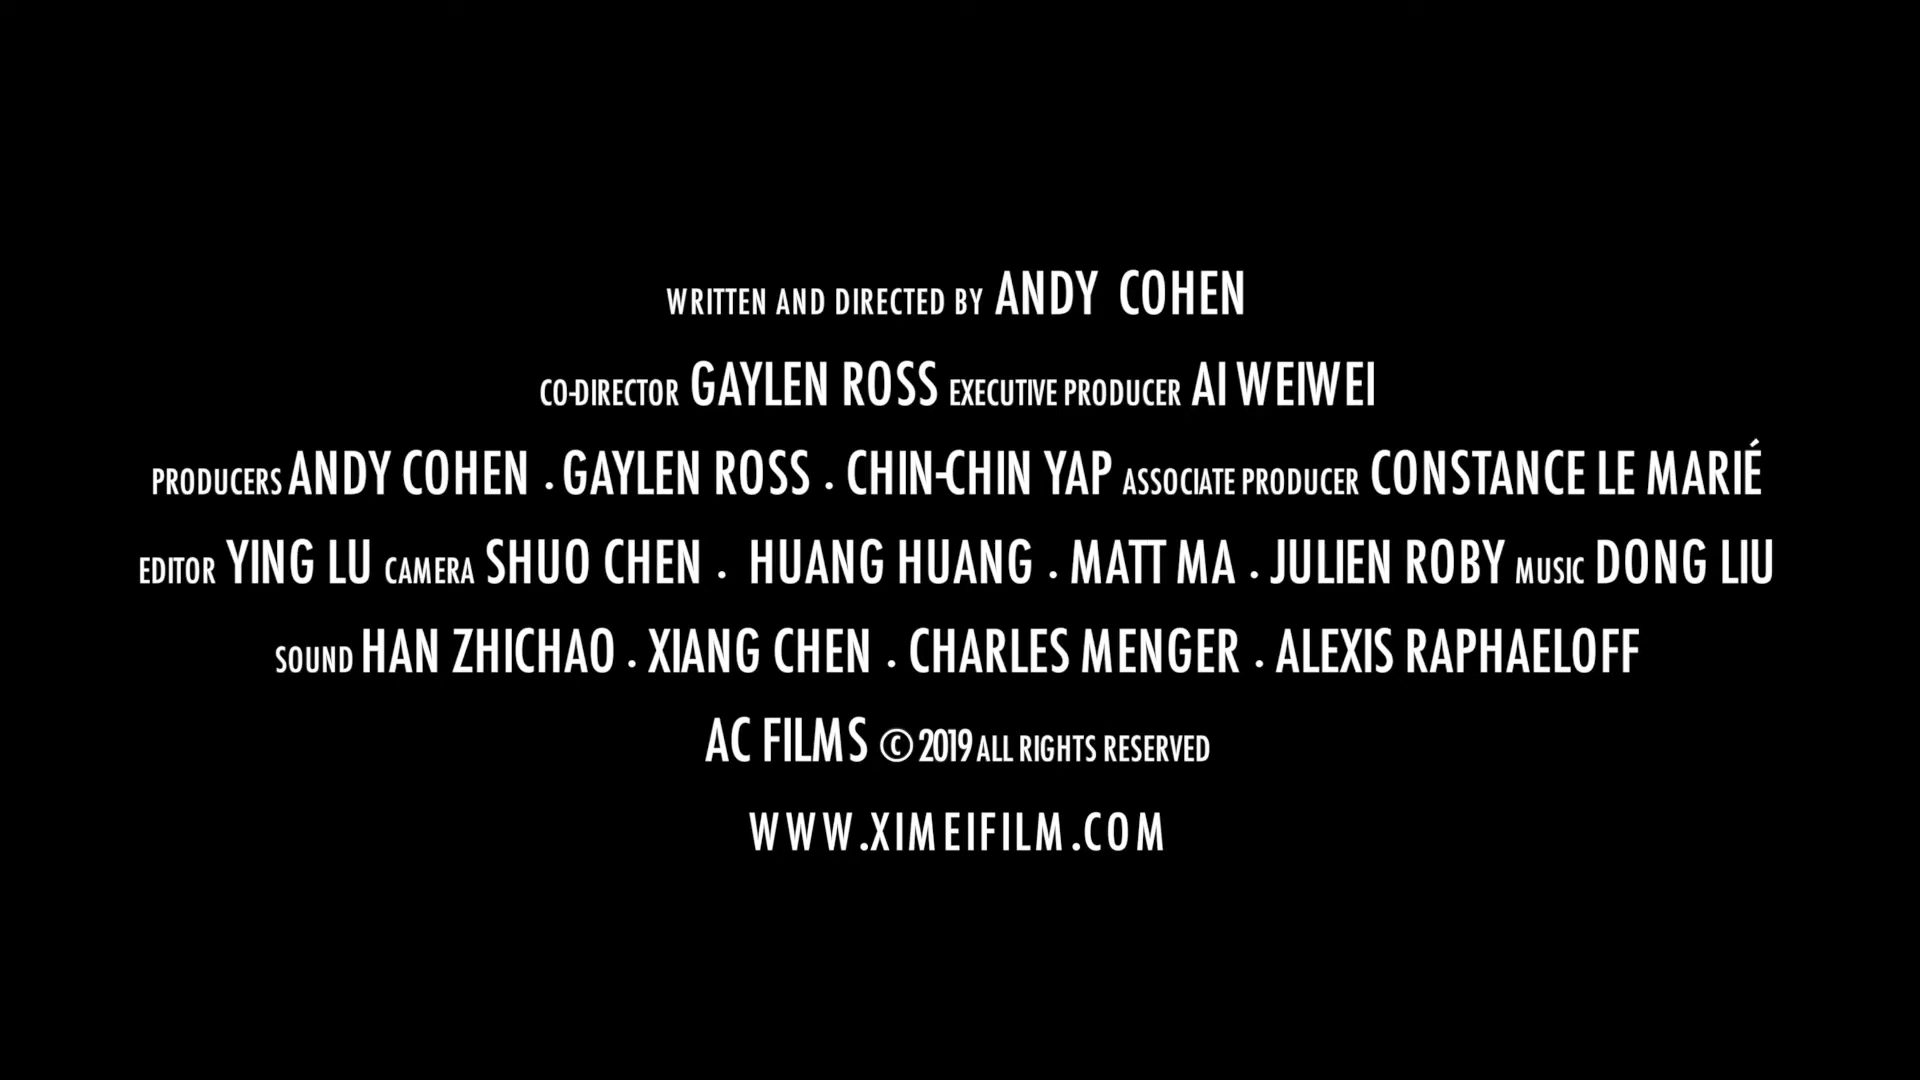 WRITTEN AND DIRECTED BY ANDY COHEN
CO-DIRECTOR GAYLEN ROSS EXECUTIVE PRODUCER AI WEIWEI
PRODUCERS ANDY COHEN . GAYLEN ROSS . CHIN-CHIN YAP ASSOCIATE PRODUCER CONSTANCE LE MARIÉ
EDITOR YING LU CAMERA SHUO CHEN . HUANG HUANG . MATT MA . JULIEN ROBY MUSIC DONG LIU
SOUND HAN ZHICHAO . XIANG CHEN . CHARLES MENGER . ALEXIS RAPHAELOFF
AC FILMS © 2019 ALL RIGHTS RESERVED
WWW.XIMEIFILM.COM